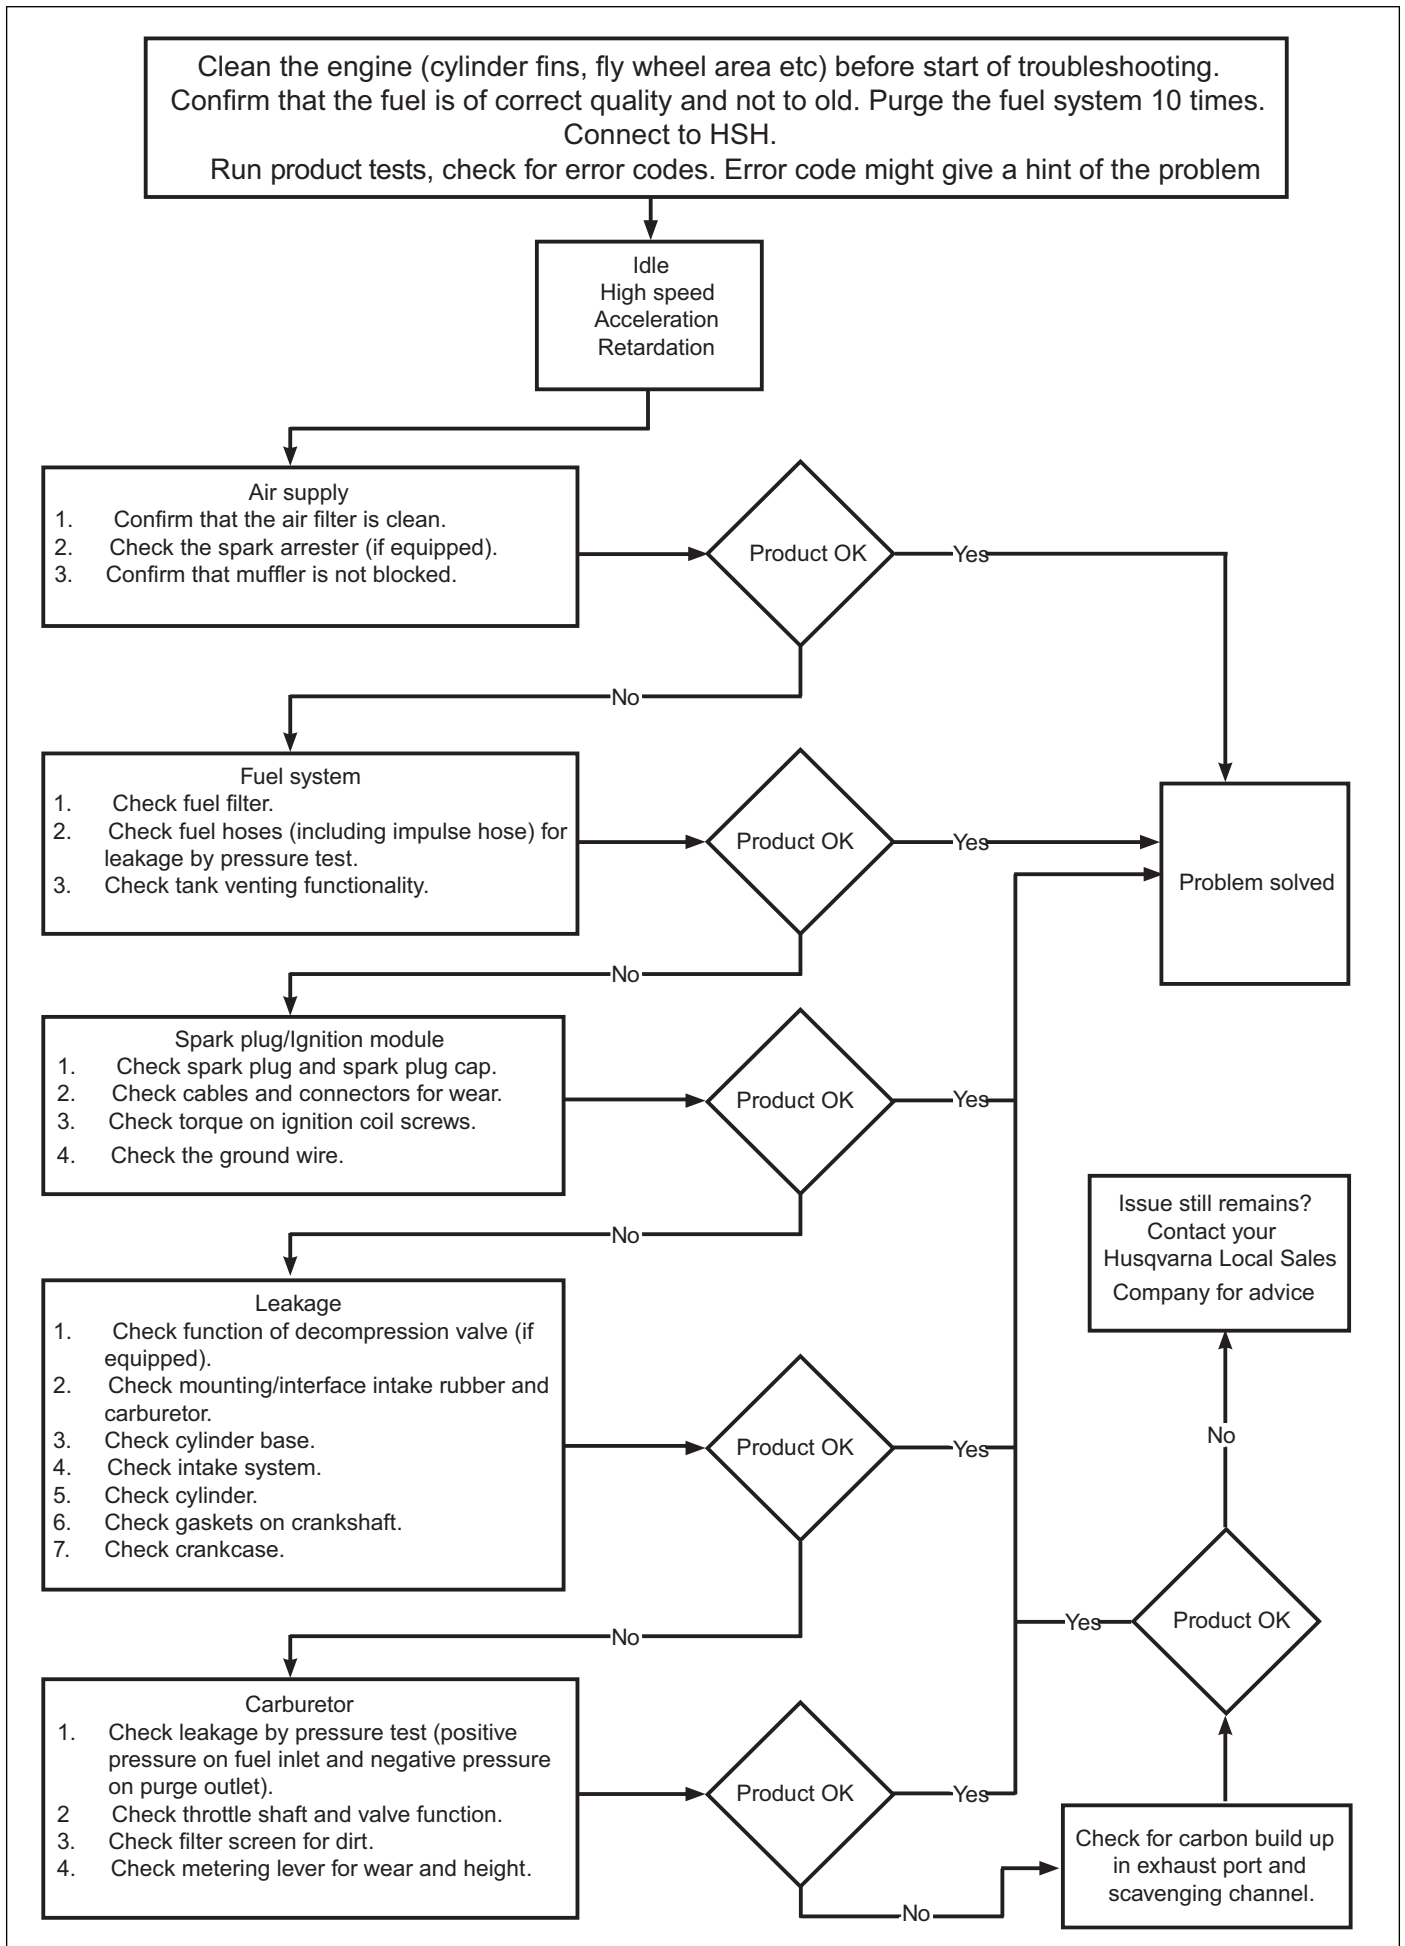 Clean the engine (cylinder fins, fly wheel area etc) before start of troubleshooting.
Confirm that the fuel is of correct quality and not to old. Purge the fuel system 10 times.
Connect to HSH.
Run product tests, check for error codes. Error code might give a hint of the problem
Idle
High speed
Acceleration
Retardation
Air supply
1. Confirm that the air filter is clean.
2. Check the spark arrester (if equipped).
3. Confirm that muffler is not blocked.
Product OK
Yes
No
Fuel system
1. Check fuel filter.
2. Check fuel hoses (including impulse hose) for
leakage by pressure test.
3. Check tank venting functionality.
Product OK
Yes
Problem solved
No
Spark plug/Ignition module
1. Check spark plug and spark plug cap.
2. Check cables and connectors for wear.
3. Check torque on ignition coil screws.
4. Check the ground wire.
Product OK
Yes
No
Leakage
1. Check function of decompression valve (if
equipped).
2. Check mounting/interface intake rubber and
carburetor.
3. Check cylinder base.
4. Check intake system.
5. Check cylinder.
6. Check gaskets on crankshaft.
7. Check crankcase.
Product OK
Yes
No
Carburetor
1. Check leakage by pressure test (positive
pressure on fuel inlet and negative pressure
on purge outlet).
2 Check throttle shaft and valve function.
3. Check filter screen for dirt.
4. Check metering lever for wear and height.
Product OK
Yes
No
Check for carbon build up
in exhaust port and
scavenging channel.
Product OK
Yes
No
Issue still remains?
Contact your
Husqvarna Local Sales
Company for advice